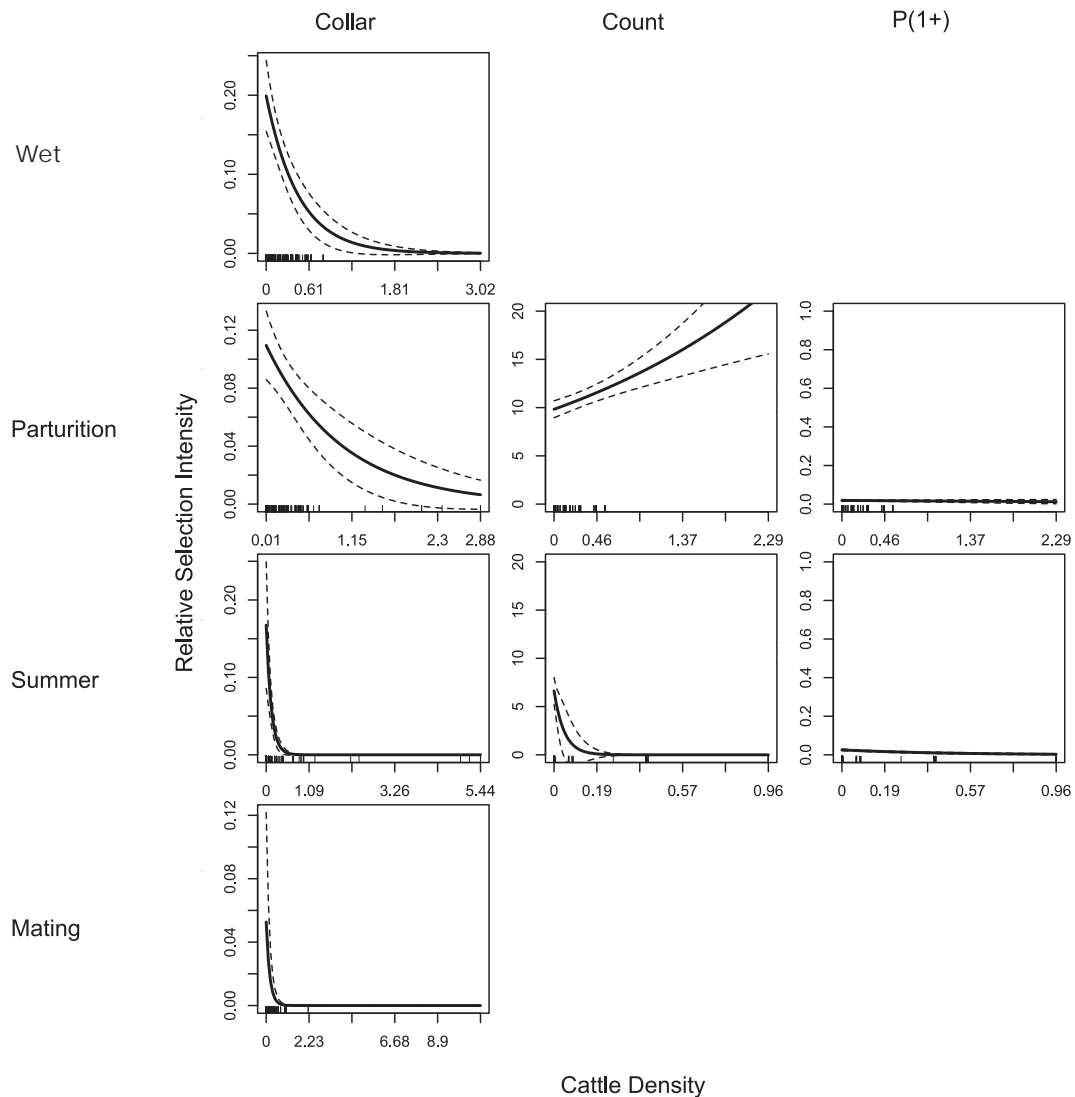 Collar Count P(1+)
Wet
0.00 0.10 0.20
0 0.61 1.81 3.02
Parturition
0.00 0.04 0.08 0.12
0.01 1.15 2.3 2.88
0 5 10 15 20
0 0.46 1.37 2.29
0.0 0.2 0.4 0.6 0.8 1.0
0 0.46 1.37 2.29
Relative Selection Intensity
Summer
0.00 0.10 0.20
0 1.09 3.26 5.44
0 5 10 15 20
0 0.19 0.57 0.96
0.0 0.2 0.4 0.6 0.8 1.0
0 0.19 0.57 0.96
Mating
0.00 0.04 0.08 0.12
0 2.23 6.68 8.9
Cattle Density